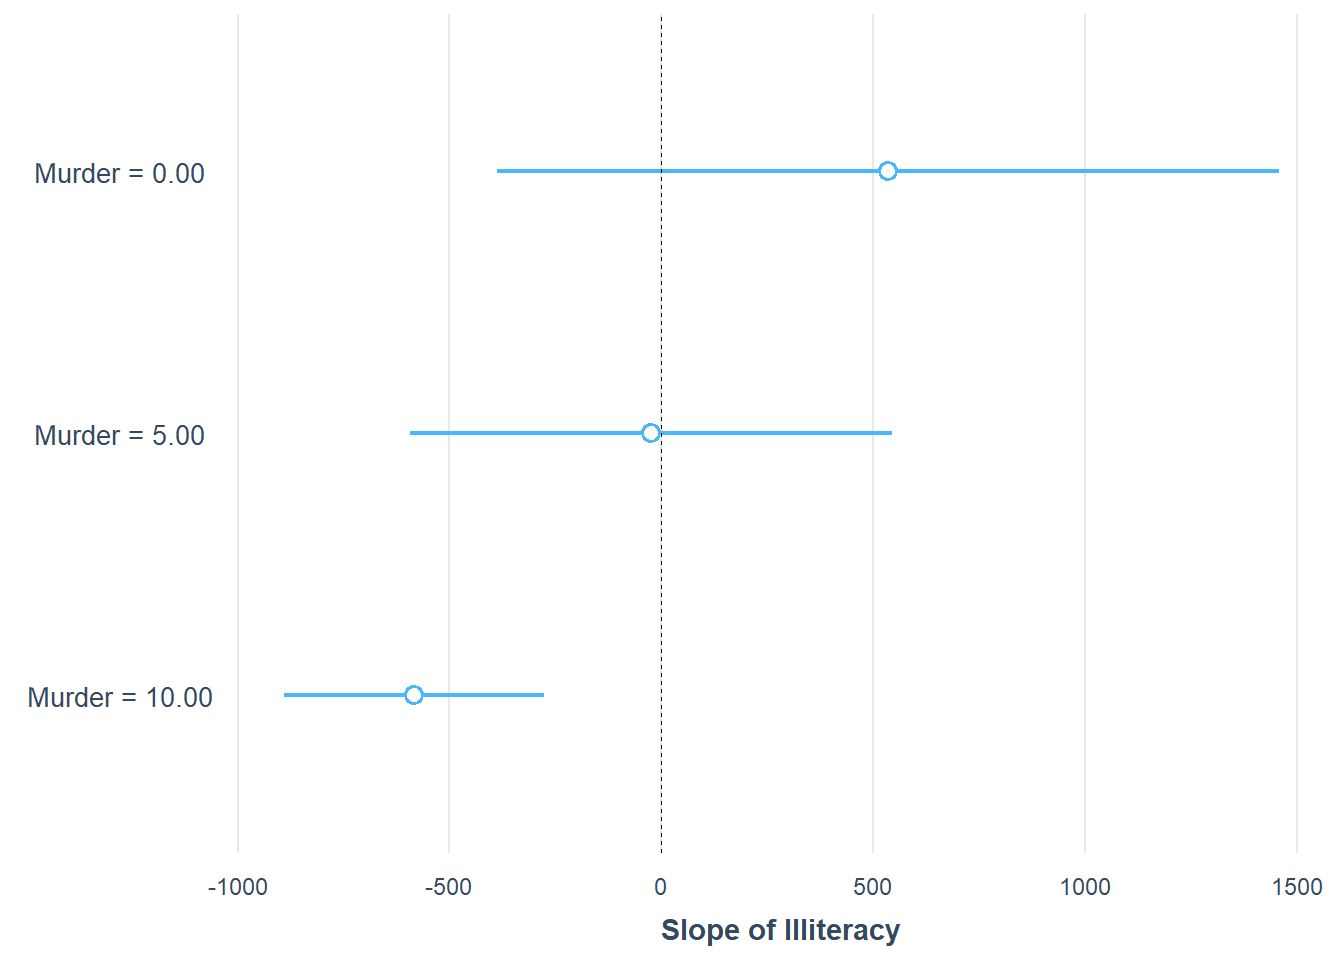 Murder = 0.00
Murder = 5.00
Murder = 10.00
-1000 -500 0 500 1000 1500
Slope of Illiteracy